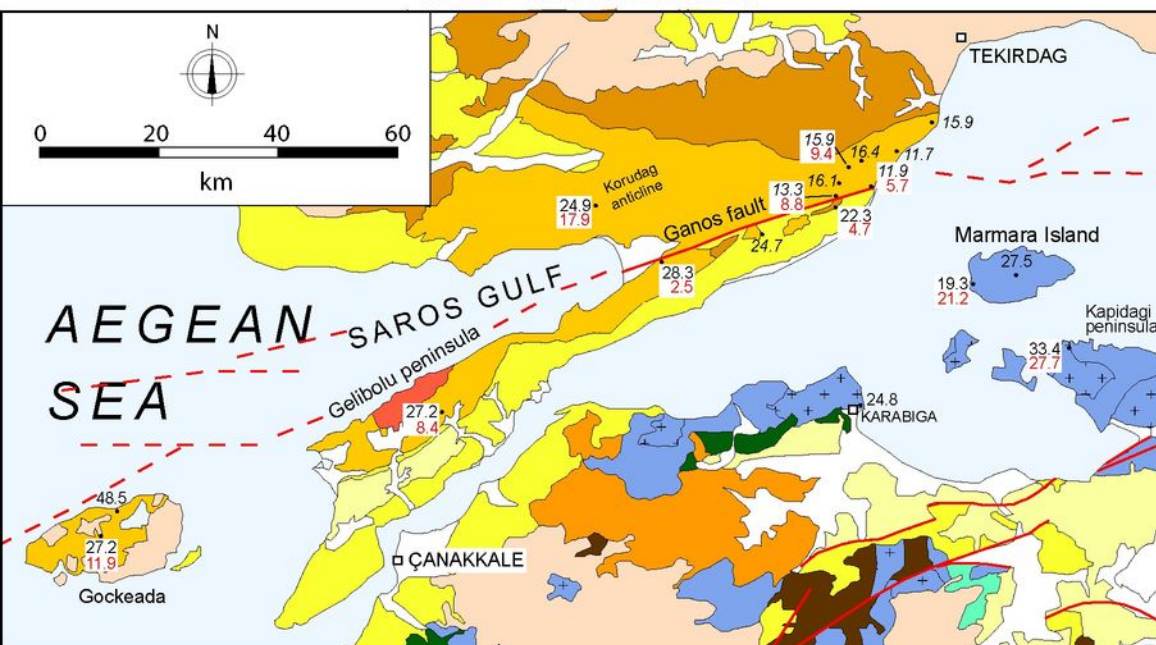 N
0 20 40 60
km
TEKIRDAG
15.9
15.9
9.4
16.4
11.7
16.1
11.9
5.7
13.3
8.8
Korudag
anticline
24.9
17.9
Ganos fault
22.3
4.7
24.7
28.3
2.5
Marmara Island
27.5
19.3
21.2
Kapidagi
peninsula
33.4
27.7
AEGEAN
SEA
SAROS GULF
Gelibolu peninsula
27.2
8.4
24.8
KARABIGA
48.5
27.2
11.9
Gockeada
ÇANAKKALE